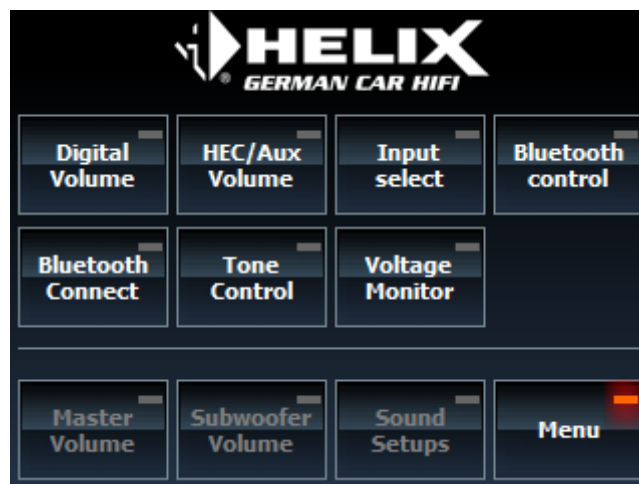 HELIX
®
GERMAN CAR HIFI
Digital
Volume
HEC/Aux
Volume
Input
select
Bluetooth
control
Bluetooth
Connect
Tone
Control
Voltage
Monitor
Master
Volume
Subwoofer
Volume
Sound
Setups
Menu